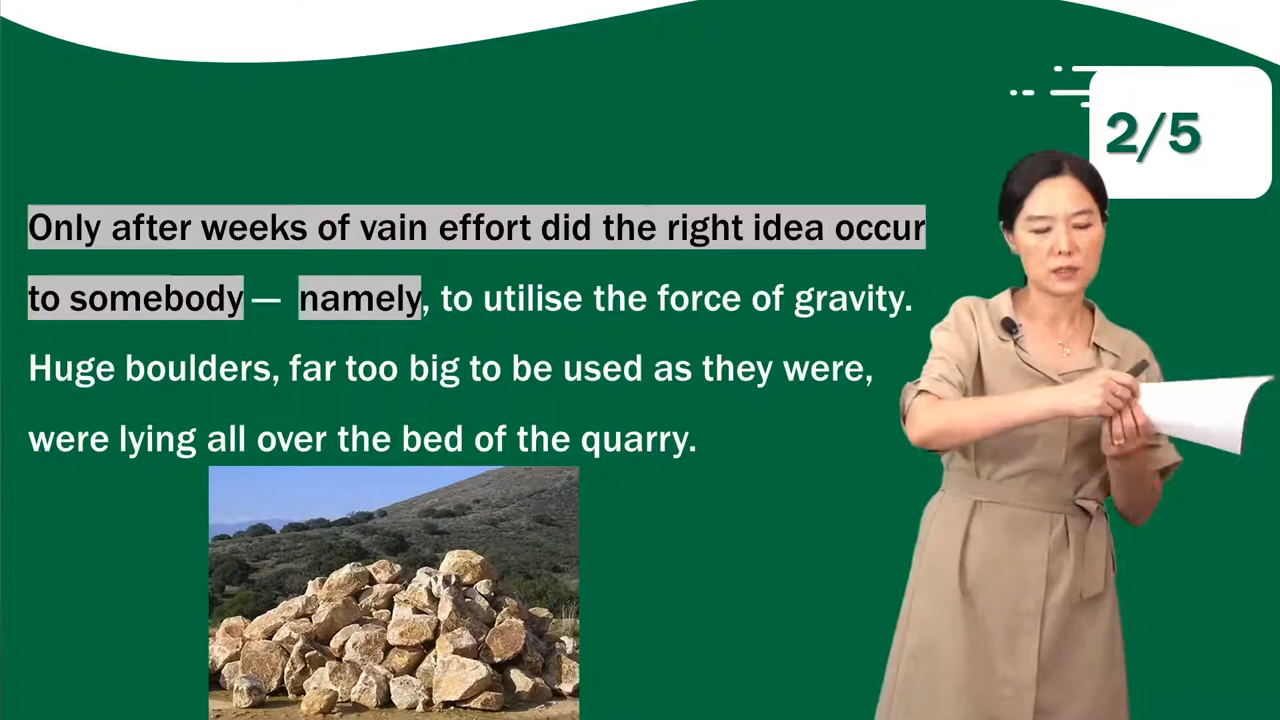 2/5
Only after weeks of vain effort did the right idea occur
to somebody — namely, to utilise the force of gravity.
Huge boulders, far too big to be used as they were,
were lying all over the bed of the quarry.